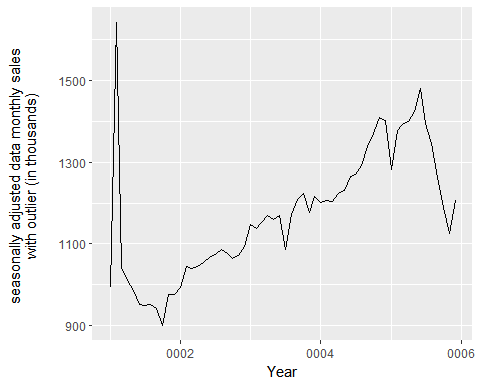 seasonally adjusted data monthly sales
with outlier (in thousands)
1500
1300
1100
900
0002 0004 0006
Year